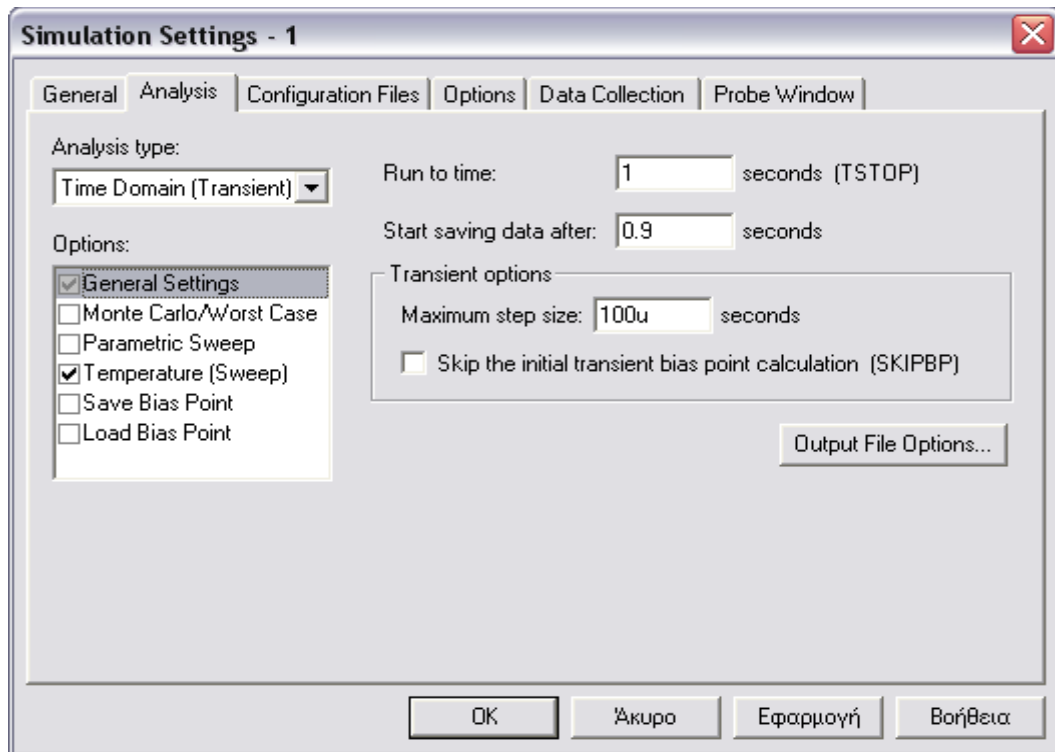 Simulation Settings - 1
General Analysis Configuration Files Options Data Collection Probe Window
Analysis type:
Time Domain (Transient)
Run to time: 1 seconds (TSTOP)
Start saving data after: 0.9 seconds
Options:
General Settings
Monte Carlo/Worst Case
Parametric Sweep
Temperature (Sweep)
Save Bias Point
Load Bias Point
Transient options
Maximum step size: 100u seconds
Skip the initial transient bias point calculation (SKIPBP)
Output File Options...
OK Άκυρο Εφαρμογή Βοήθεια